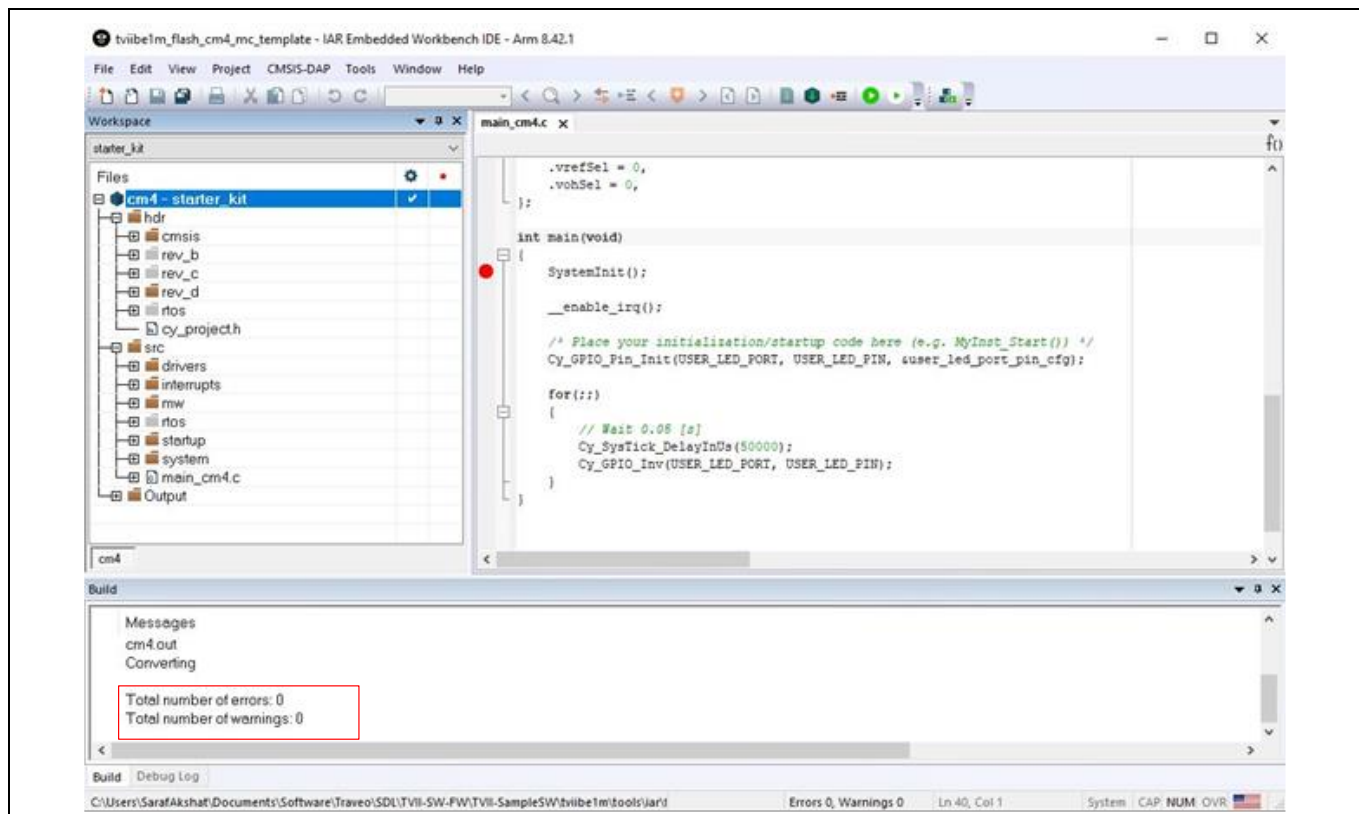 tviibe1m_flash_cm4_mc_template - IAR Embedded Workbench IDE - Arm 8.42.1
File Edit View Project CMSIS-DAP Tools Window Help
Workspace
starter_kit
Files
cm4 - starter_kit
hdr
cmsis
rev_b
rev_c
rev_d
rtos
cy_project.h
src
drivers
interrupts
mw
rtos
startup
system
main_cm4.c
Output
cm4
main_cm4.c
f()
.vrefSel = 0,
.vohSel = 0,
};
int main(void)
{
SystemInit();
__enable_irq();
/* Place your initialization/startup code here (e.g. MyInst_Start()) */
Cy_GPIO_Pin_Init(USER_LED_PORT, USER_LED_PIN, &user_led_port_pin_cfg);
for(;;)
{
// Wait 0.05 [s]
Cy_SysTick_DelayInUs(50000);
Cy_GPIO_Inv(USER_LED_PORT, USER_LED_PIN);
}
}
Build
Messages
cm4.out
Converting
Total number of errors: 0
Total number of warnings: 0
Build Debug Log
C:\Users\SarafAkshat\Documents\Software\Traveo\SDL\TVII-SW-FW\TVII-SampleSW\tviibe1m\tools\iar\ Errors 0, Warnings 0 Ln 40, Col 1 System CAP NUM OVR